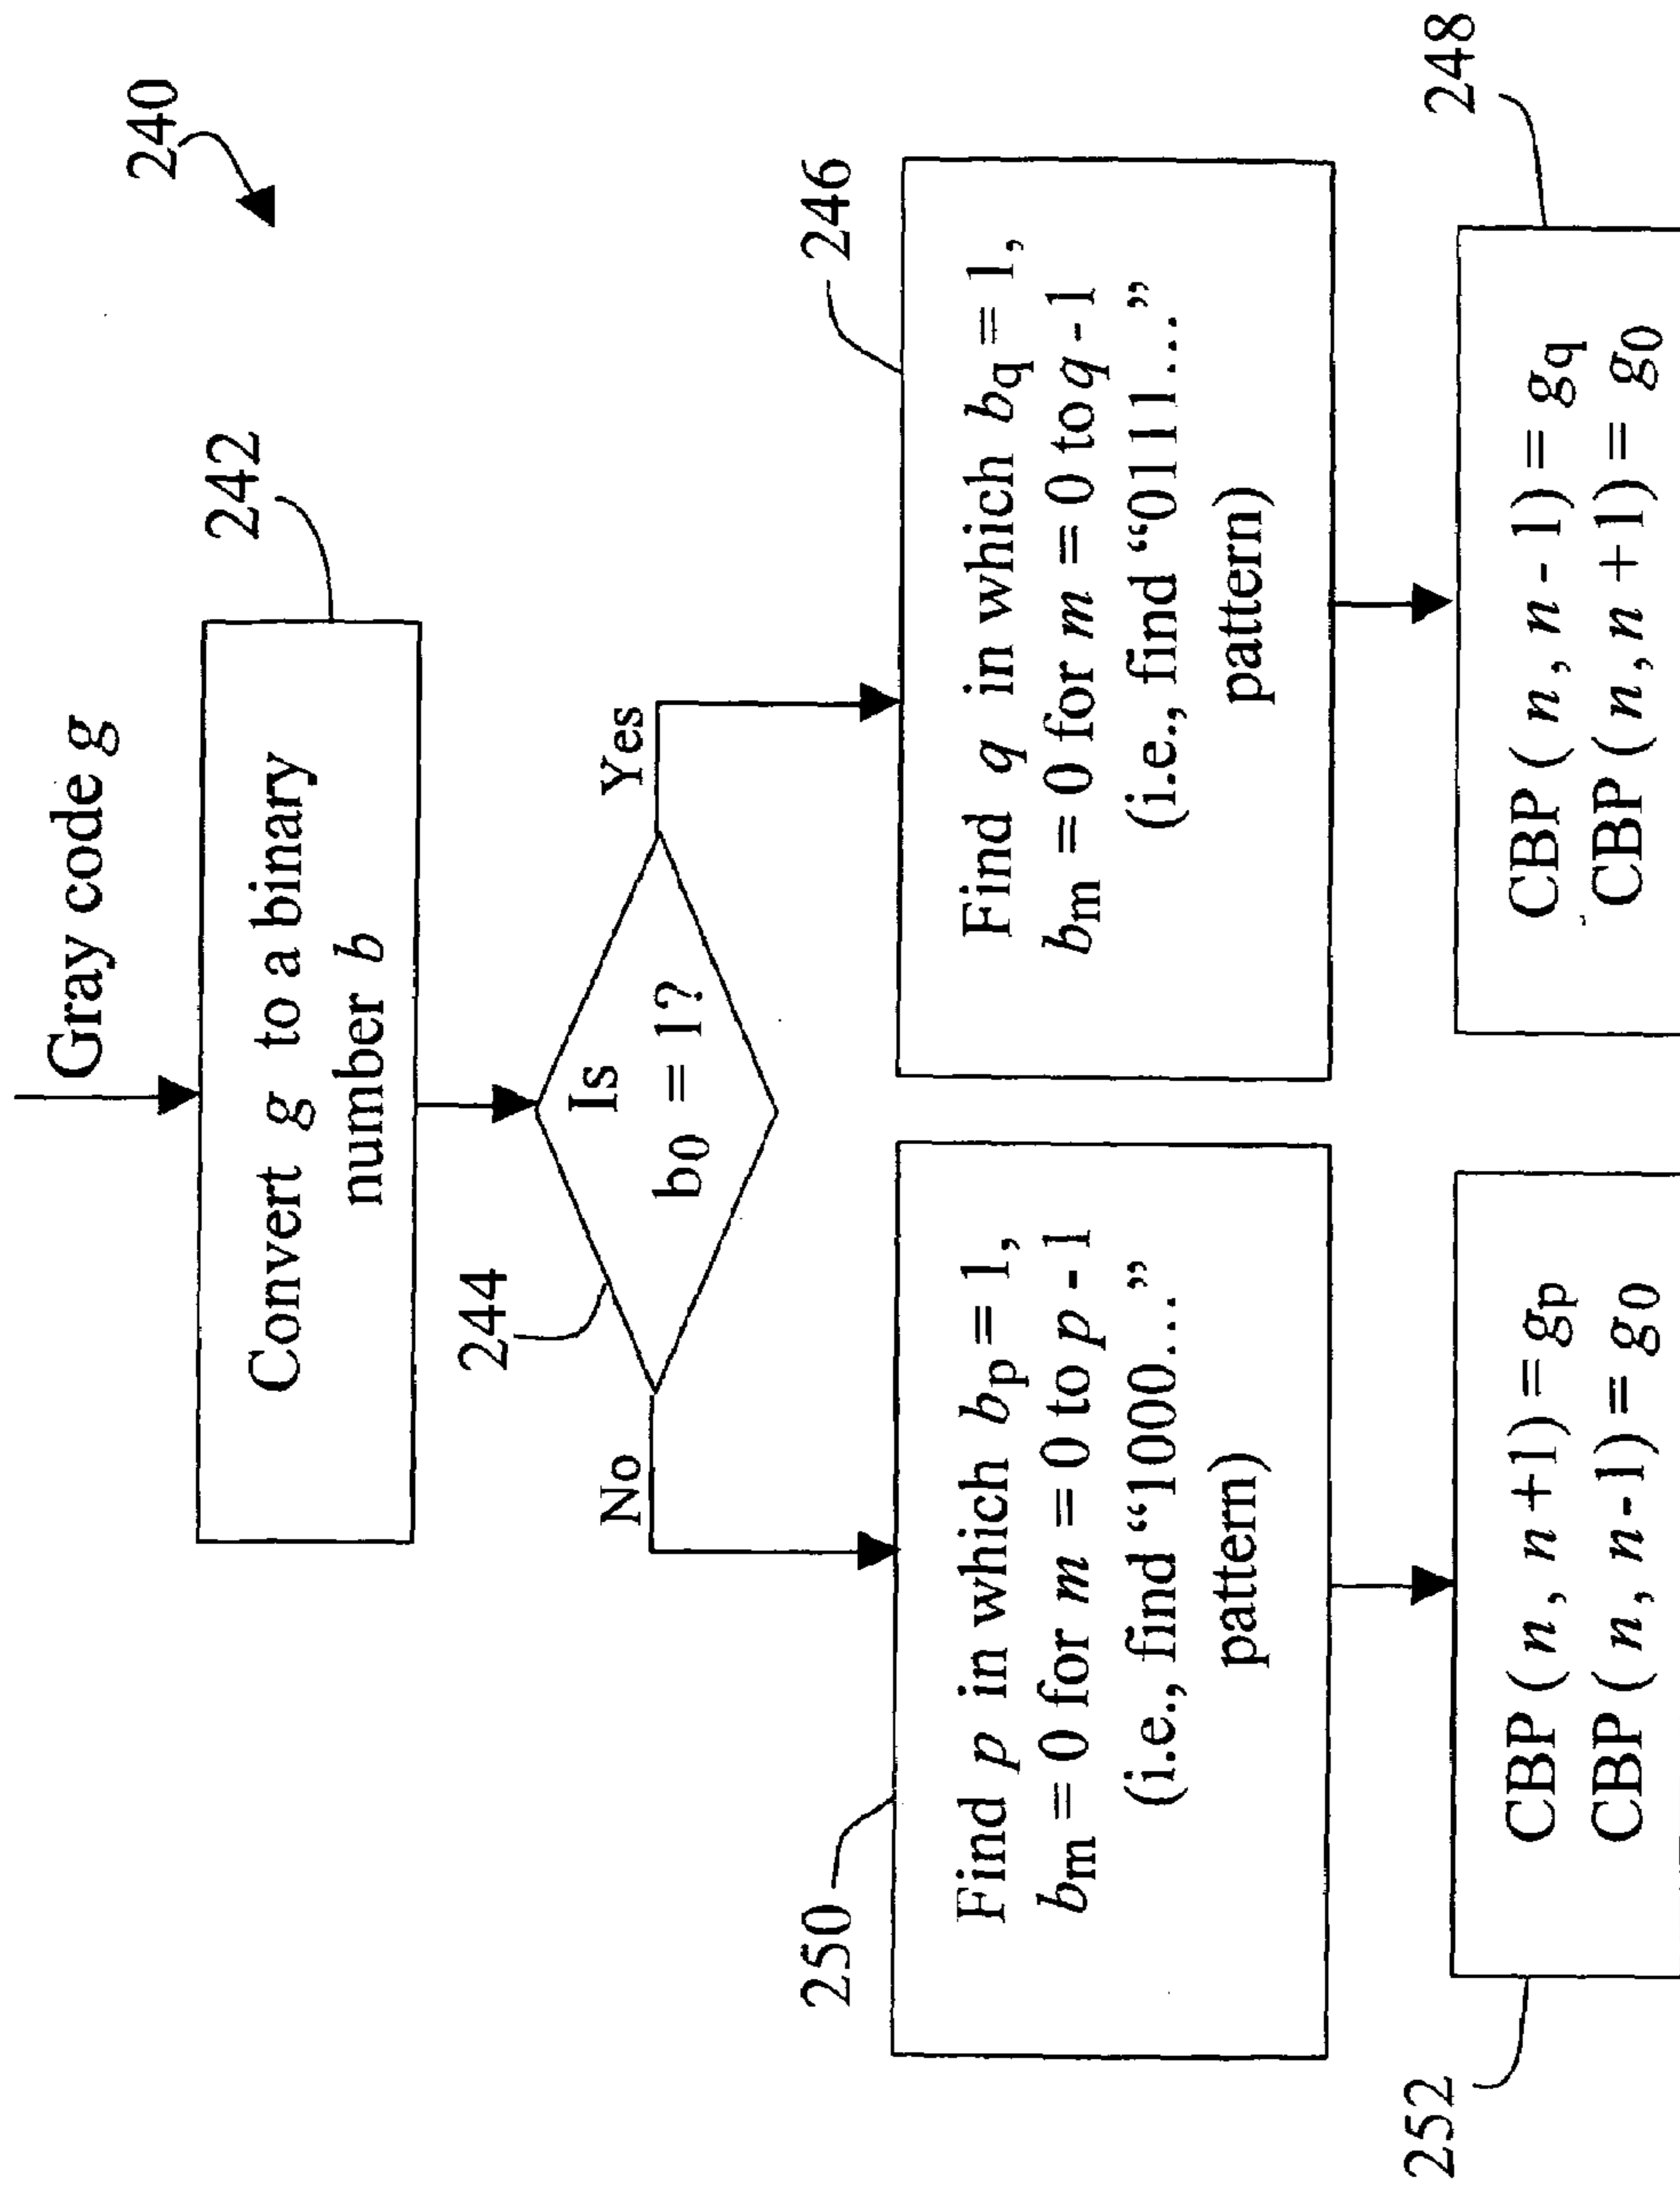 240
Gray code g
242
Convert g to a binary
number b
244
Is
b0 = 1?
No
Yes
250
Find p in which bp = 1,
bm = 0 for m = 0 to p - 1
(i.e., find “1000....”
pattern)
246
Find q in which bq = 1,
bm = 0 for m = 0 to q - 1
(i.e., find “0111...”
pattern)
252
CBP (n, n+1) = gp
CBP (n, n-1) = g0
248
CBP (n, n - 1) = gq
CBP (n, n + 1) = g0